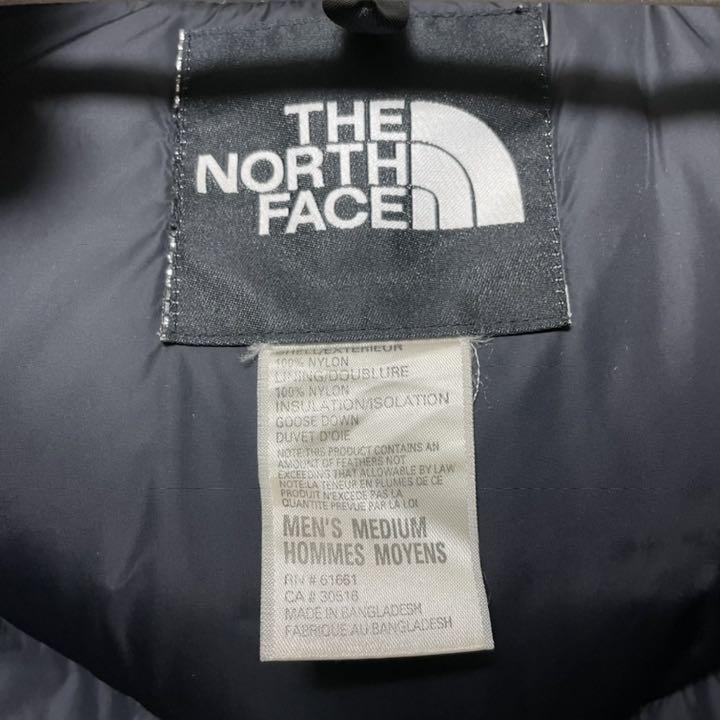 THE
NORTH
FACE
SHELL/EXTERIEUR
100% NYLON
LINING/DOUBLURE
100% NYLON
INSULATION/ISOLATION
GOOSE DOWN
DUVET D'OIE
NOTE:THIS PRODUCT CONTAINS AN
AMOUNT OF FEATHERS NOT
EXCEEDING THAT ALLOWABLE BY LAW
NOTE:LA TENEUR EN PLUMES DE CE
PRODUIT N'EXCEDE PAS LA
QUANTITE PREVUE PAR LA LOI
MEN'S MEDIUM
HOMMES MOYENS
RN # 61661
CA # 30516
MADE IN BANGLADESH
FABRIQUE AU BANGLADESH